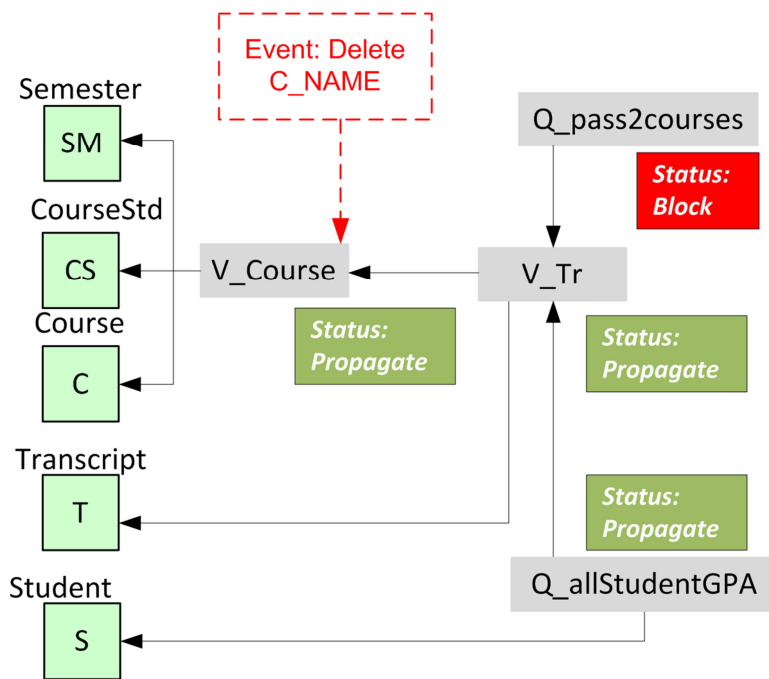 Event: Delete
C_NAME
Semester
SM
Q_pass2courses
Status:
Block
CourseStd
CS
V_Course
V_Tr
Course
C
Status:
Propagate
Status:
Propagate
Transcript
T
Status:
Propagate
Q_allStudentGPA
Student
S